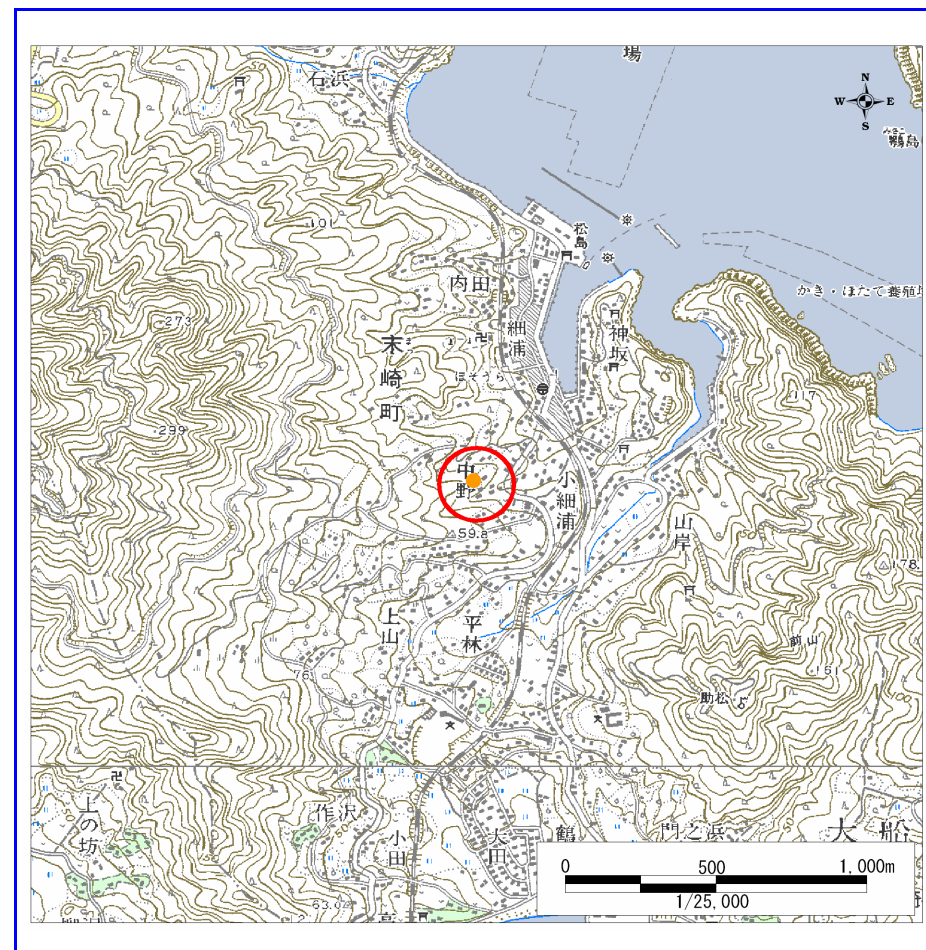 場
石浜
N
W
E
S
101
松島
内田
細浦
かき・ほたて養殖場
神坂
末崎町
ほそうら
273
117
299
中野
小細浦
山岸
59.8
178
上山
平林
前山
76
151
助松
作沢
上の坊
小田
大田
鶴
門之浜
大船
63.0
0 500 1,000m
1/25,000